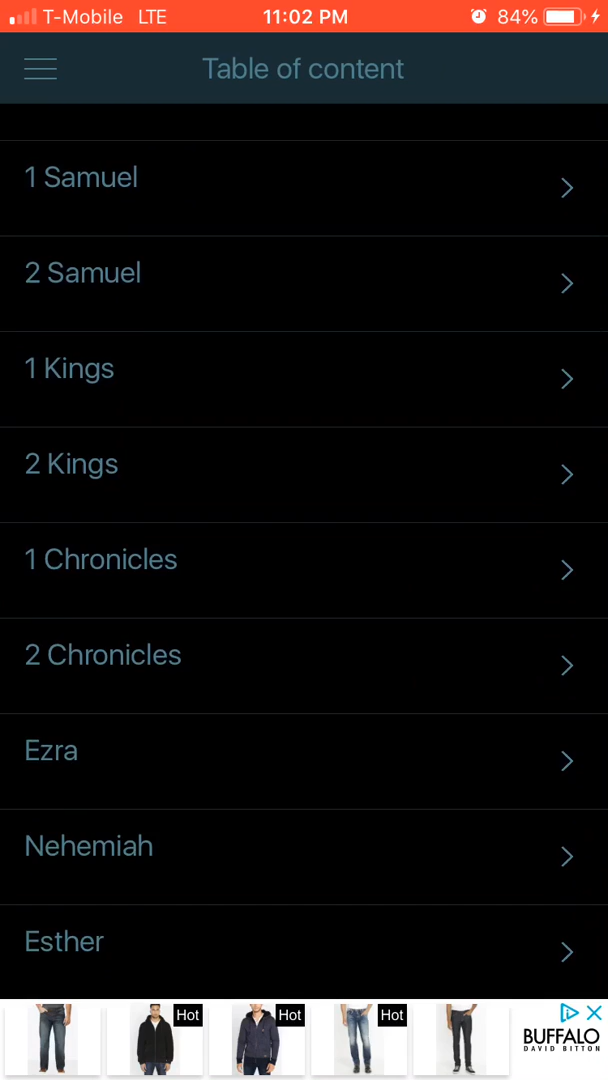 T-Mobile LTE 11:02 PM 84%
Table of content
1 Samuel
2 Samuel
1 Kings
2 Kings
1 Chronicles
2 Chronicles
Ezra
Nehemiah
Esther
Hot Hot Hot
BUFFALO
DAVID BITTON